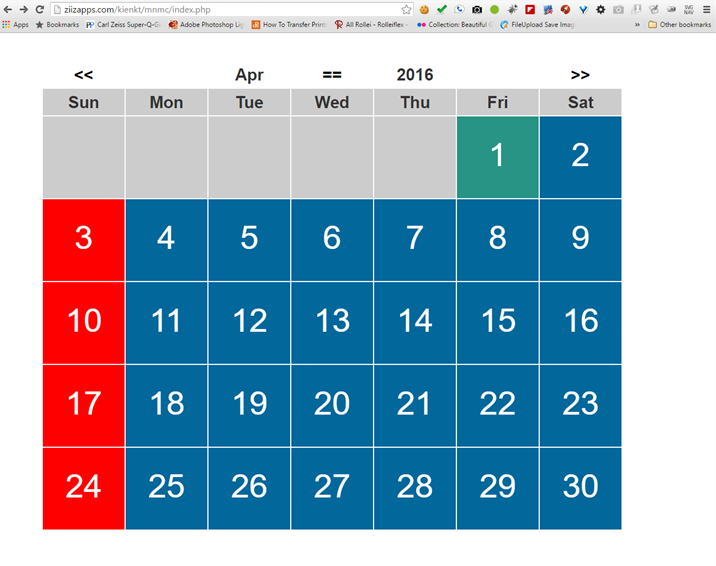 ziizapps.com/kienkt/mnmc/index.php
Apps Bookmarks Carl Zeiss Super-Q-Gi Adobe Photoshop Lig How To Transfer Print All Rollei - Rolleiflex Collection: Beautiful FileUpload Save Imag » Other bookmarks
<< Apr == 2016 >>
Sun Mon Tue Wed Thu Fri Sat
1 2
3 4 5 6 7 8 9
10 11 12 13 14 15 16
17 18 19 20 21 22 23
24 25 26 27 28 29 30